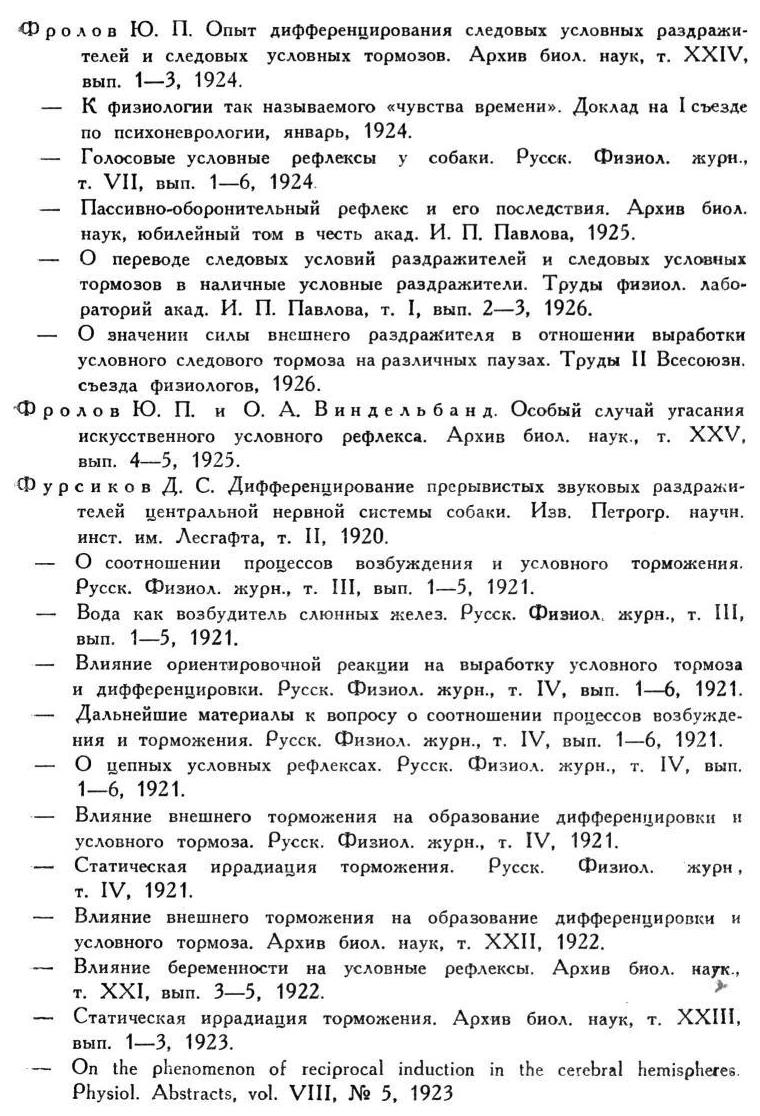 Фролов Ю. П. Опыт дифференцирования следовых условных раздражи-
телей и следовых условных тормозов. Архив биол. наук, т. XXIV,
вып. 1—3, 1924.
— К физиологии так называемого «чувства времени». Доклад на I съезде
по психоневрологии, январь, 1924.
— Голосовые условные рефлексы у собаки. Русск. Физиол. журн.,
т. VII, вып. 1—6, 1924.
— Пассивно-оборонительный рефлекс и его последствия. Архив биол.
наук, юбилейный том в честь акад. И. П. Павлова, 1925.
— О переводе следовых условий раздражителей и следовых условных
тормозов в наличные условные раздражители. Труды физиол. лабо-
раторий акад. И. П. Павлова, т. I, вып. 2—3, 1926.
— О значении силы внешнего раздражителя в отношении выработки
условного следового тормоза на различных паузах. Труды II Всесоюзн.
съезда физиологов, 1926.
Фролов Ю. П. и О. А. Виндельбанд. Особый случай угасания
искусственного условного рефлекса. Архив биол. наук., т. XXV,
вып. 4—5, 1925.
Фурсиков Д. С. Дифференцирование прерывистых звуковых раздражи-
телей центральной нервной системы собаки. Изв. Петрогр. научн.
инст. им. Лесгафта, т. II, 1920.
— О соотношении процессов возбуждения и условного торможения.
Русск. Физиол. журн., т. III, вып. 1—5, 1921.
— Вода как возбудитель слюнных желез. Русск. Физиол. журн., т. III,
вып. 1—5, 1921.
— Влияние ориентировочной реакции на выработку условного тормоза
и дифференцировки. Русск. Физиол. журн., т. IV, вып. 1—6, 1921.
— Дальнейшие материалы к вопросу о соотношении процессов возбужде-
ния и торможения. Русск. Физиол. журн., т. IV, вып. 1—6, 1921.
— О цепных условных рефлексах. Русск. Физиол. журн., т. IV, вып.
1—6, 1921.
— Влияние внешнего торможения на образование дифференцировки и
условного тормоза. Русск. Физиол. журн., т. IV, 1921.
— Статическая иррадиация торможения. Русск. Физиол. журн,
т. IV, 1921.
— Влияние внешнего торможения на образование дифференцировки и
условного тормоза. Архив биол. наук, т. XXII, 1922.
— Влияние беременности на условные рефлексы. Архив биол. наук.,
т. XXI, вып. 3—5, 1922.
— Статическая иррадиация торможения. Архив биол. наук, т. XXIII,
вып. 1—3, 1923.
— On the phenomenon of reciprocal induction in the cerebral hemispheres.
Physiol. Abstracts, vol. VIII, № 5, 1923